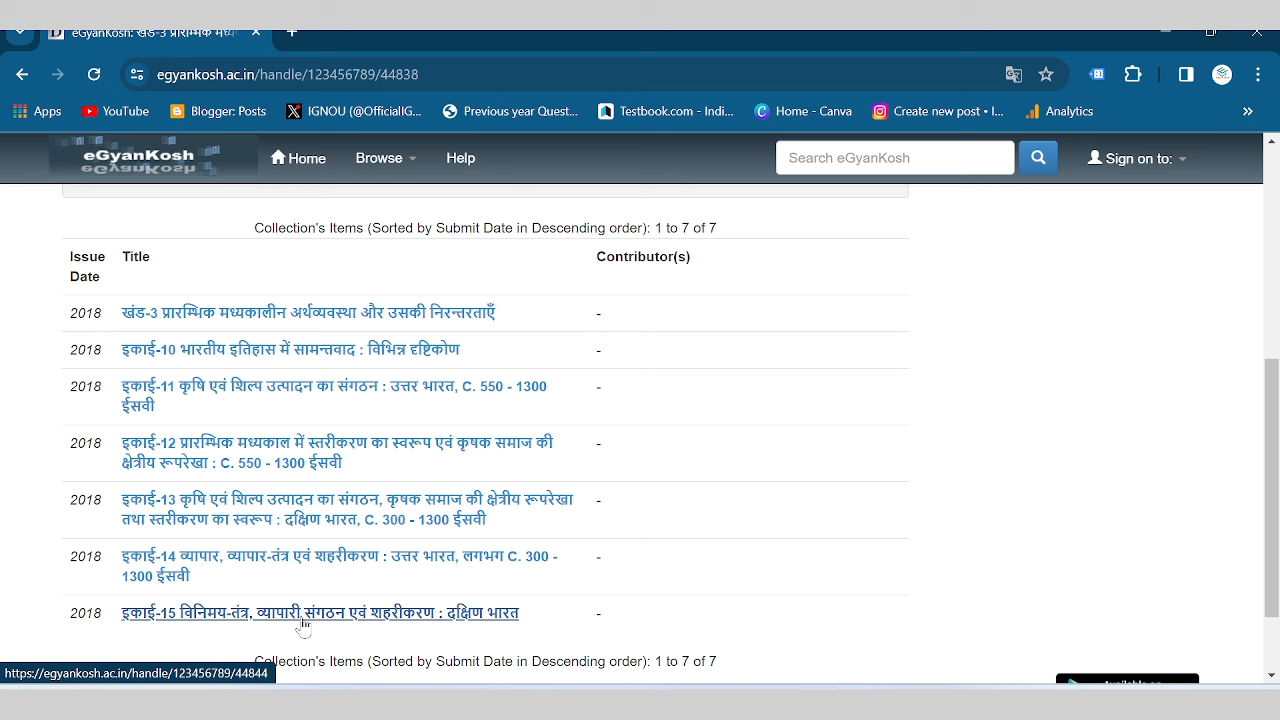 eGyanKosh: खंड-3 प्रारम्भिक मध्य
egyankosh.ac.in/handle/123456789/44838
Apps YouTube Blogger: Posts IGNOU (@OfficialIG... Previous year Quest... Testbook.com - Indi... Home - Canva Create new post • I... Analytics
eGyanKosh Home Browse Help Search eGyanKosh Sign on to:
Collection's Items (Sorted by Submit Date in Descending order): 1 to 7 of 7
Issue Date Title Contributor(s)
2018 खंड-3 प्रारम्भिक मध्यकालीन अर्थव्यवस्था और उसकी निरन्तरताएँ -
2018 इकाई-10 भारतीय इतिहास में सामन्तवाद : विभिन्न दृष्टिकोण -
2018 इकाई-11 कृषि एवं शिल्प उत्पादन का संगठन : उत्तर भारत, C. 550 - 1300 -
ईसवी
2018 इकाई-12 प्रारम्भिक मध्यकाल में स्तरीकरण का स्वरूप एवं कृषक समाज की -
क्षेत्रीय रूपरेखा : C. 550 - 1300 ईसवी
2018 इकाई-13 कृषि एवं शिल्प उत्पादन का संगठन, कृषक समाज की क्षेत्रीय रूपरेखा -
तथा स्तरीकरण का स्वरूप : दक्षिण भारत, C. 300 - 1300 ईसवी
2018 इकाई-14 व्यापार, व्यापार-तंत्र एवं शहरीकरण : उत्तर भारत, लगभग C. 300 - -
1300 ईसवी
2018 इकाई-15 विनिमय-तंत्र, व्यापारी संगठन एवं शहरीकरण : दक्षिण भारत -
Collection's Items (Sorted by Submit Date in Descending order): 1 to 7 of 7
https://egyankosh.ac.in/handle/123456789/44844